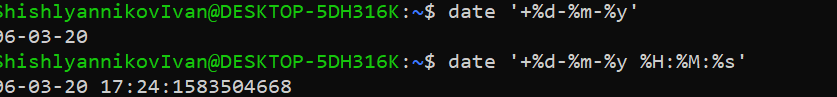 ShishlyannikovIvan@DESKTOP-5DH316K:~$ date '+%d-%m-%y'
06-03-20
ShishlyannikovIvan@DESKTOP-5DH316K:~$ date '+%d-%m-%y %H:%M:%s'
06-03-20 17:24:1583504668